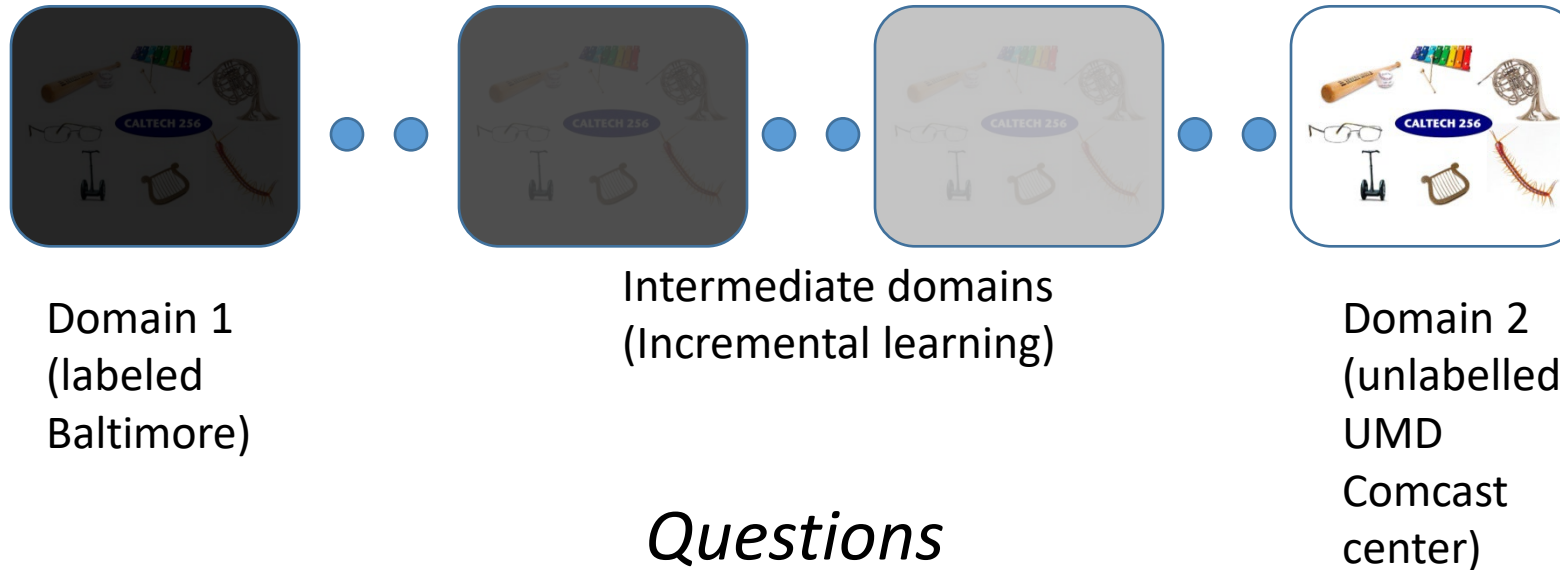 CALTECH 256
CALTECH 256
CALTECH 256
CALTECH 256
Domain 1
(labeled
Baltimore)
Intermediate domains
(Incremental learning)
Domain 2
(unlabelled
UMD
Comcast
center)
Questions